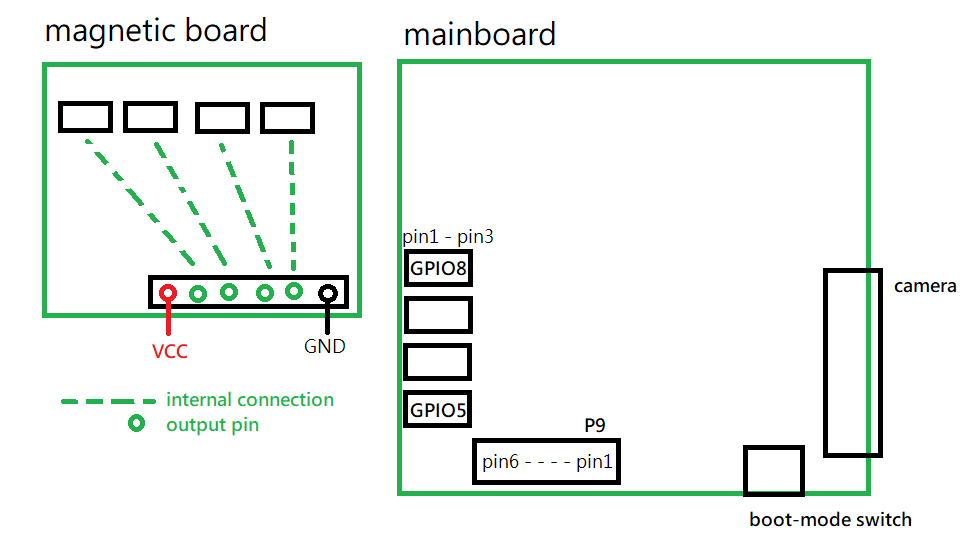 magnetic board
mainboard
pin1 - pin3
GPIO8
camera
VCC
GND
GPIO5
internal connection
output pin
P9
pin6 - - - - pin1
boot-mode switch